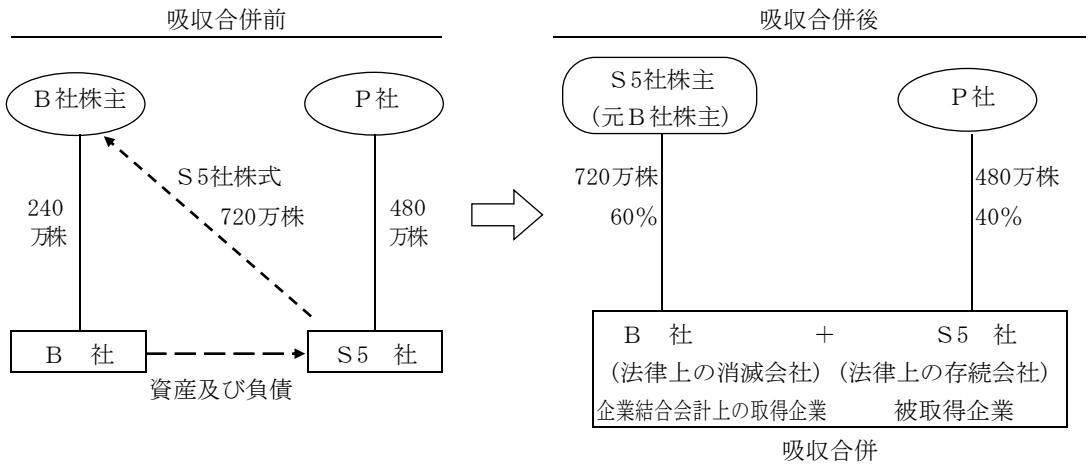 吸収合併前
吸収合併後
B社株主
P社
S5社株式
720万株
240
万株
480
万株
B 社
S5 社
資産及び負債
S5社株主
(元B社株主)
P社
720万株
60%
480万株
40%
B 社 + S5 社
(法律上の消滅会社) (法律上の存続会社)
企業結合会計上の取得企業 被取得企業
吸収合併